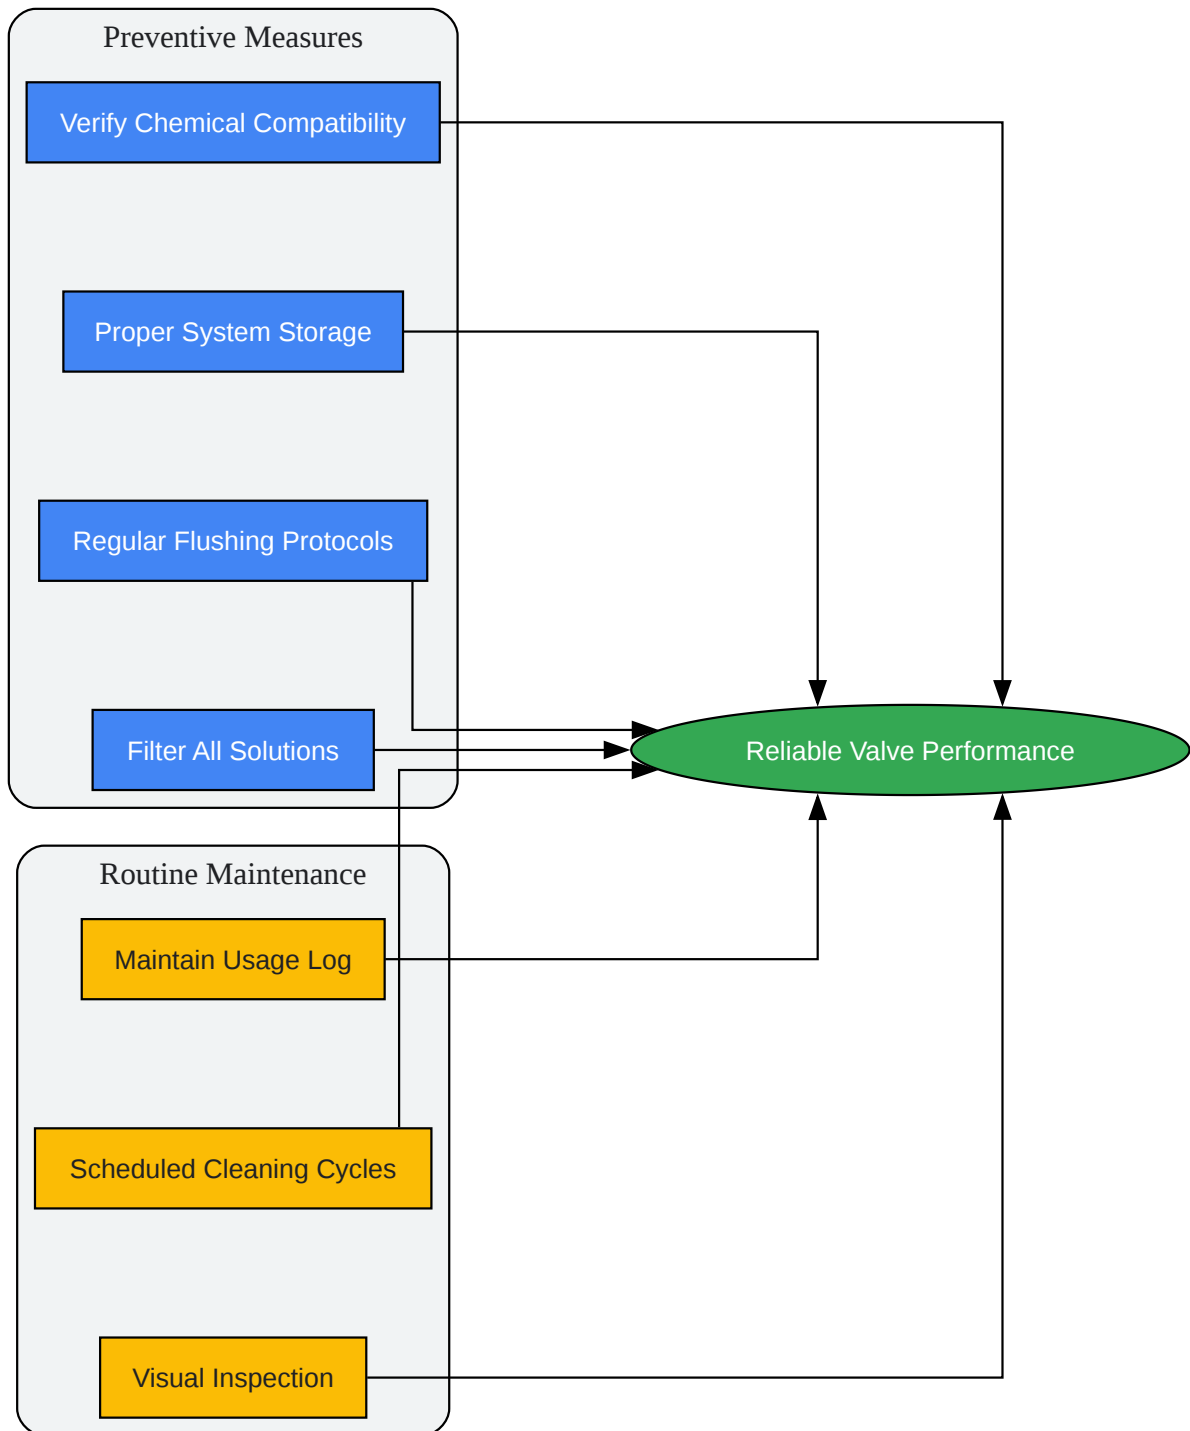 Preventive Measures
Verify Chemical Compatibility
Proper System Storage
Regular Flushing Protocols
Filter All Solutions
Reliable Valve Performance
Routine Maintenance
Maintain Usage Log
Scheduled Cleaning Cycles
Visual Inspection